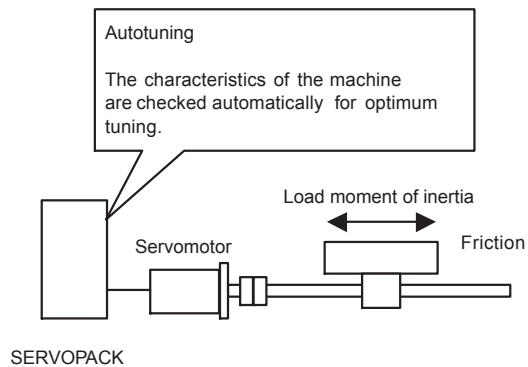 Autotuning
The characteristics of the machine
are checked automatically for optimum
tuning.
Load moment of inertia
Servomotor
Friction
SERVOPACK